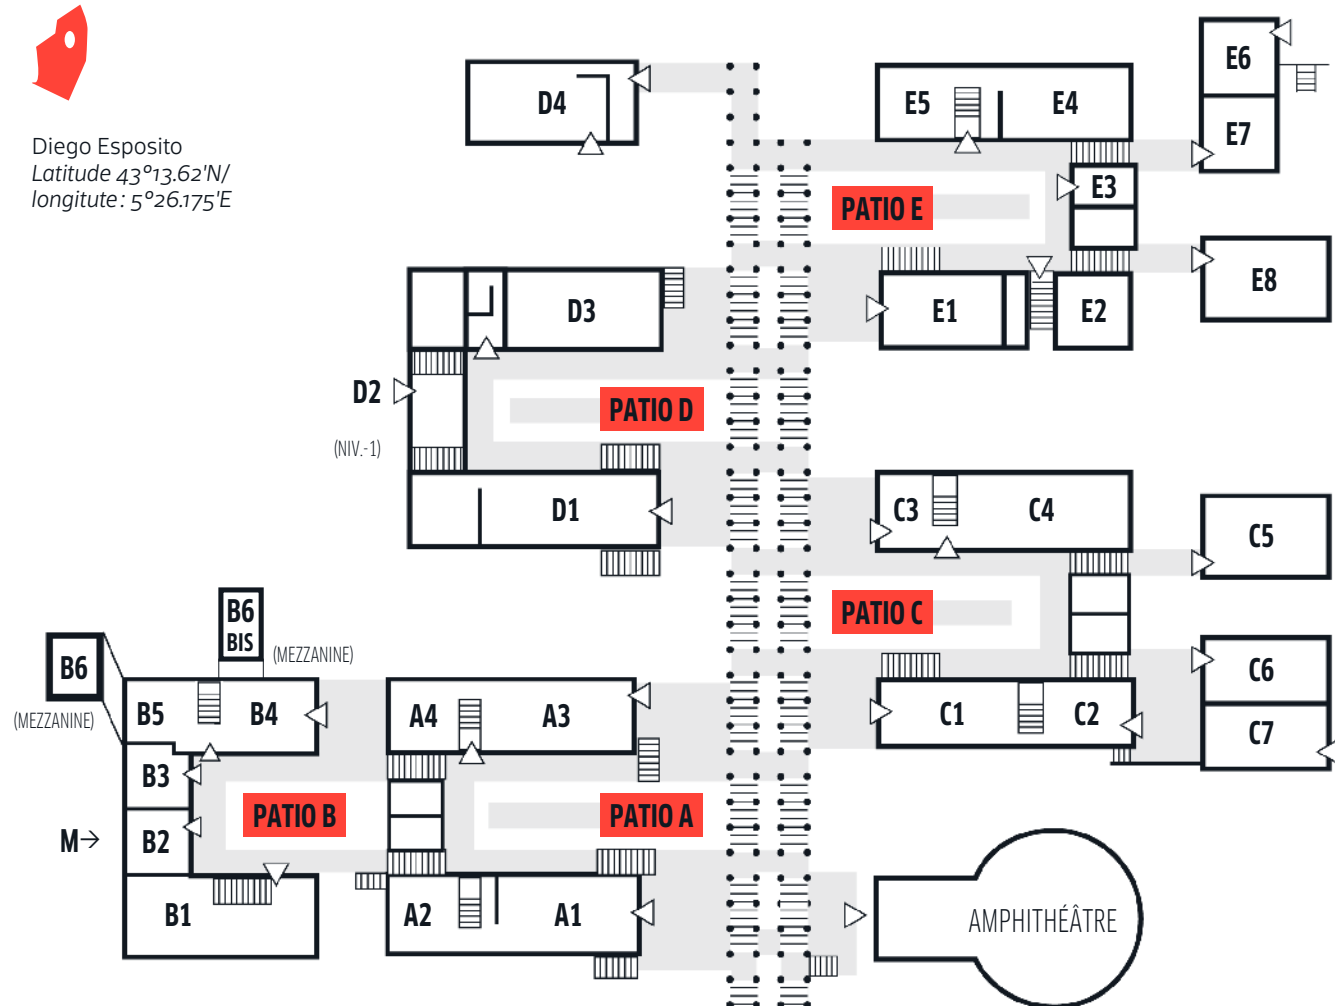 Diego Esposito
Latitude 43°13.62'N/
longitute : 5°26.175'E
D4
E5
E4
E6
E7
E3
PATIO E
E8
E1
E2
D3
D2
PATIO D
(NIV.-1)
D1
C3
C4
C5
PATIO C
B6
BIS
(MEZZANINE)
B6
(MEZZANINE)
B5
B4
A4
A3
C1
C2
C6
C7
B3
PATIO B
PATIO A
M→
B2
B1
A2
A1
AMPHITHÉÂTRE